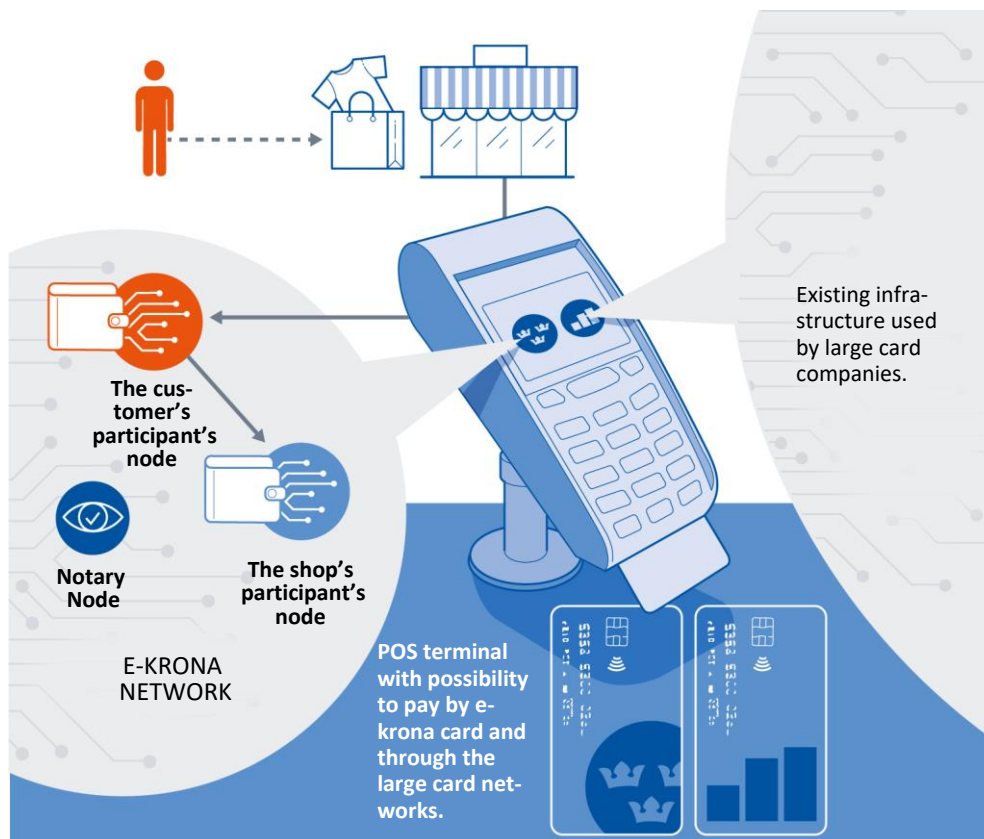 Existing infra-
structure used
by large card
companies.
The cus-
tomer's
participant's
node
Notary
Node
The shop's
participant's
node
E-KRONA
NETWORK
POS terminal
with possibility
to pay by e-
krona card and
through the
large card net-
works.